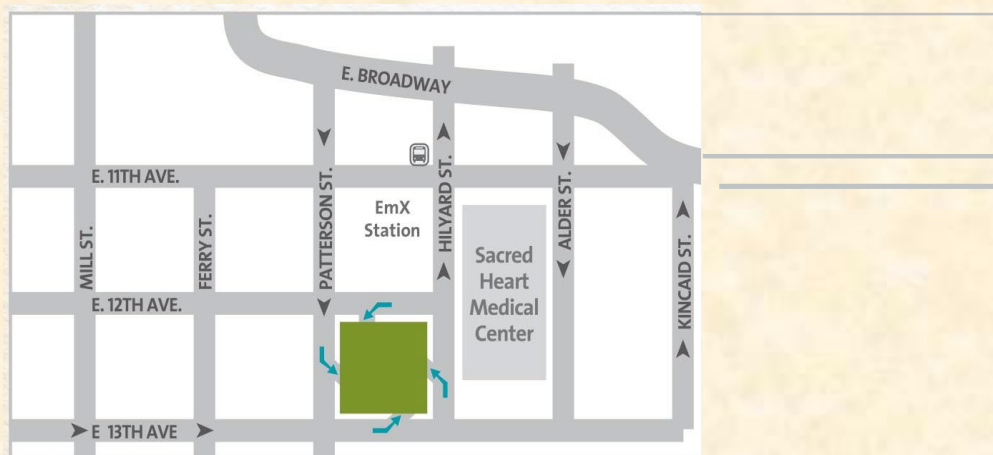 E. BROADWAY
E. 11TH AVE.
EmX
Station
MILL ST.
FERRY ST.
PATTERSON ST.
HILYARD ST.
ALDER ST.
KINCAID ST.
Sacred
Heart
Medical
Center
E. 12TH AVE.
E 13TH AVE